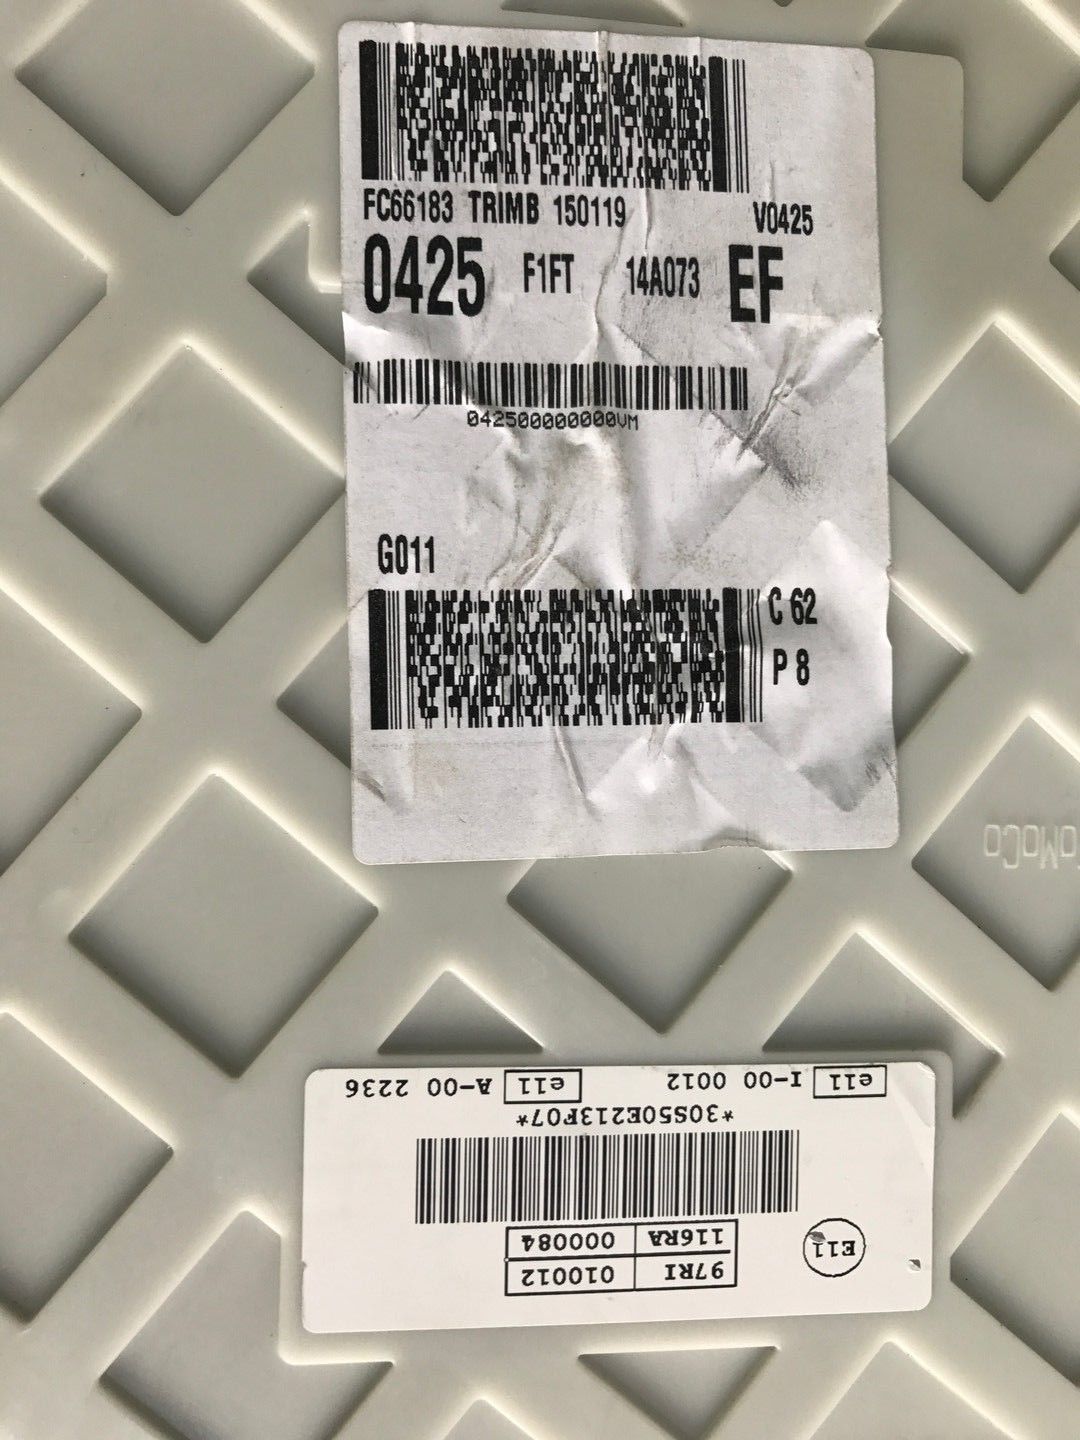 FC66183 TRIMB 150119
V0425
0425 F1FT 14A073 EF
042500000000VM
G011
C 62
P 8
oMoCo
97RI 010012
116RA 000084
E11
*30S50E213F07*
e11 I-00 0012
e11 A-00 2236